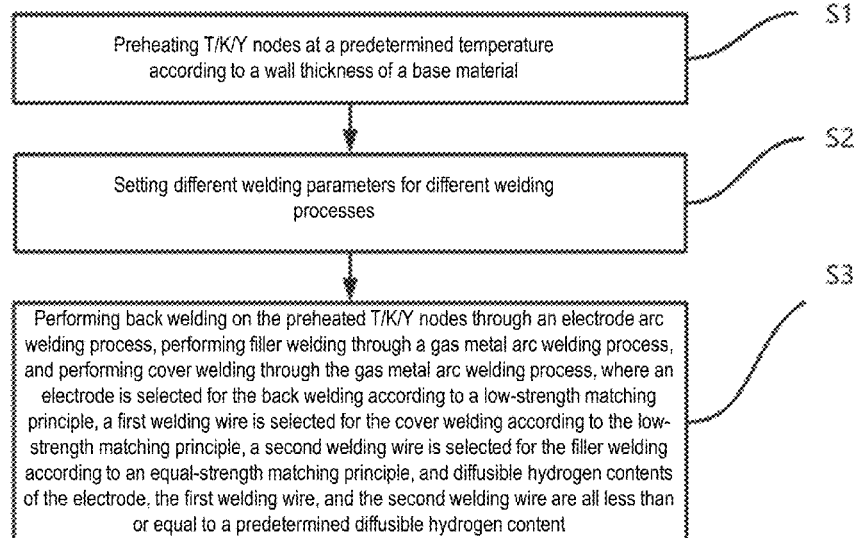 S1
Preheating T/K/Y nodes at a predetermined temperature
according to a wall thickness of a base material
S2
Setting different welding parameters for different welding
processes
S3
Performing back welding on the preheated T/K/Y nodes through an electrode arc
welding process, performing filler welding through a gas metal arc welding process,
and performing cover welding through the gas metal arc welding process, where an
electrode is selected for the back welding according to a low-strength matching
principle, a first welding wire is selected for the cover welding according to the low-
strength matching principle, a second welding wire is selected for the filler welding
according to an equal-strength matching principle, and diffusible hydrogen contents
of the electrode, the first welding wire, and the second welding wire are all less than
or equal to a predetermined diffusible hydrogen content